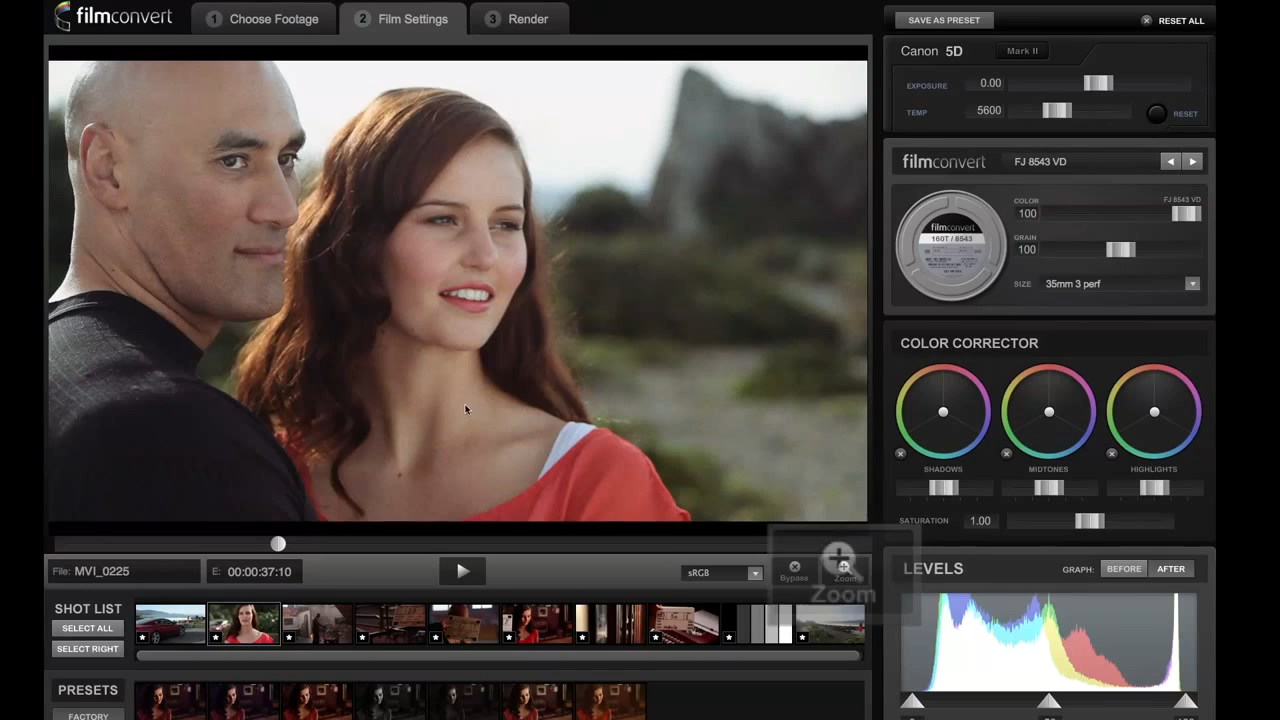 filmconvert
1 Choose Footage
2 Film Settings
3 Render
SAVE AS PRESET
RESET ALL
Canon 5D Mark II
EXPOSURE 0.00
TEMP 5600
RESET
filmconvert FJ 8543 VD
filmconvert
160T / 8543
COLOR FJ 8543 VD
100
GRAIN
100
SIZE 35mm 3 perf
COLOR CORRECTOR
SHADOWS MIDTONES HIGHLIGHTS
SATURATION 1.00
File: MVI_0225 E: 00:00:37:10
sRGB
Bypass
Zoom
Zoom
LEVELS GRAPH: BEFORE AFTER
SHOT LIST
SELECT ALL
SELECT RIGHT
PRESETS
FACTORY